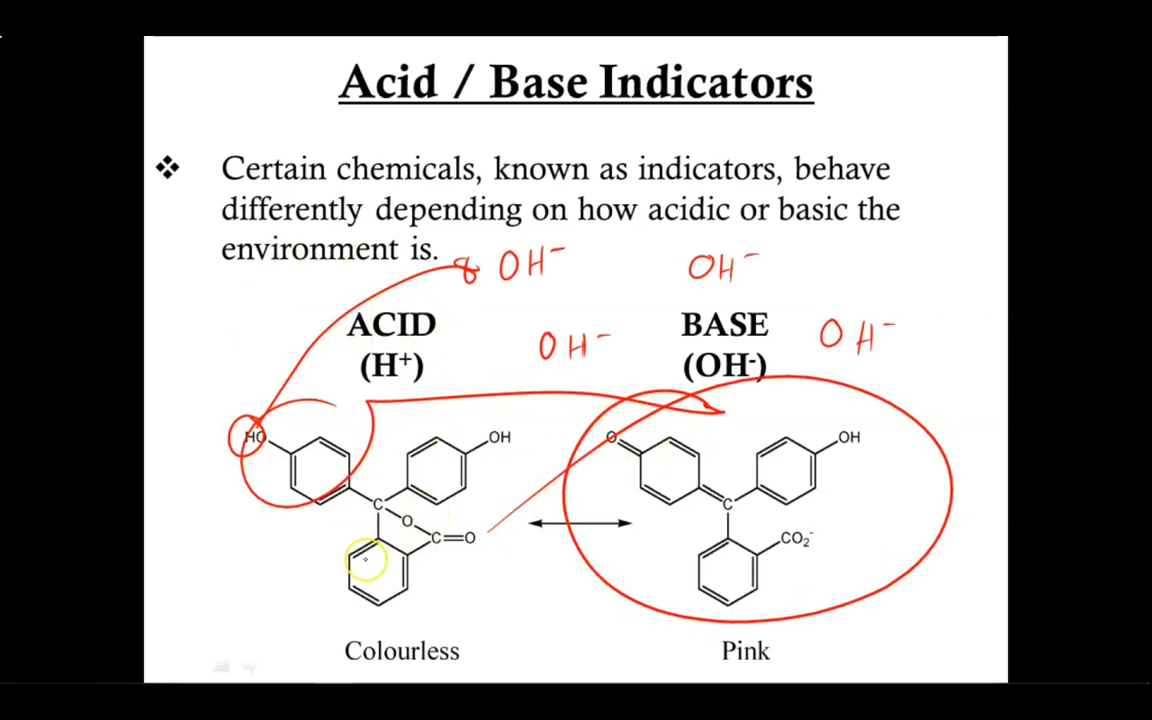 Acid / Base Indicators
❖ Certain chemicals, known as indicators, behave
differently depending on how acidic or basic the
environment is.
OH⁻ OH⁻
ACID BASE
OH⁻ OH⁻
(H⁺) (OH⁻)
HO OH O OH
C C
O
C=O CO₂⁻
Colourless Pink